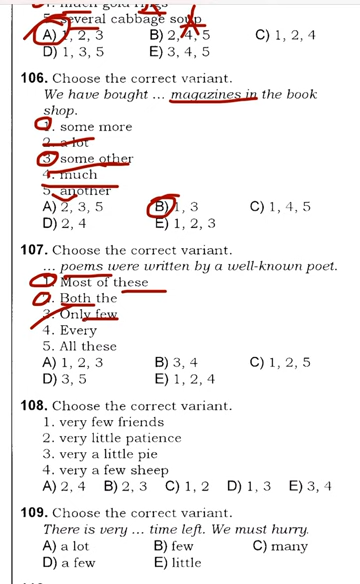 1. much gold rings
5. several cabbage soup
A) 1, 2, 3 B) 2, 4, 5 C) 1, 2, 4
D) 1, 3, 5 E) 3, 4, 5
106. Choose the correct variant.
We have bought ... magazines in the book
shop.
1. some more
2. a lot
3. some other
4. much
5. another
A) 2, 3, 5 B) 1, 3 C) 1, 4, 5
D) 2, 4 E) 1, 2, 3
107. Choose the correct variant.
... poems were written by a well-known poet.
1. Most of these
2. Both the
3. Only few
4. Every
5. All these
A) 1, 2, 3 B) 3, 4 C) 1, 2, 5
D) 3, 5 E) 1, 2, 4
108. Choose the correct variant.
1. very few friends
2. very little patience
3. very a little pie
4. very a few sheep
A) 2, 4 B) 2, 3 C) 1, 2 D) 1, 3 E) 3, 4
109. Choose the correct variant.
There is very ... time left. We must hurry.
A) a lot B) few C) many
D) a few E) little